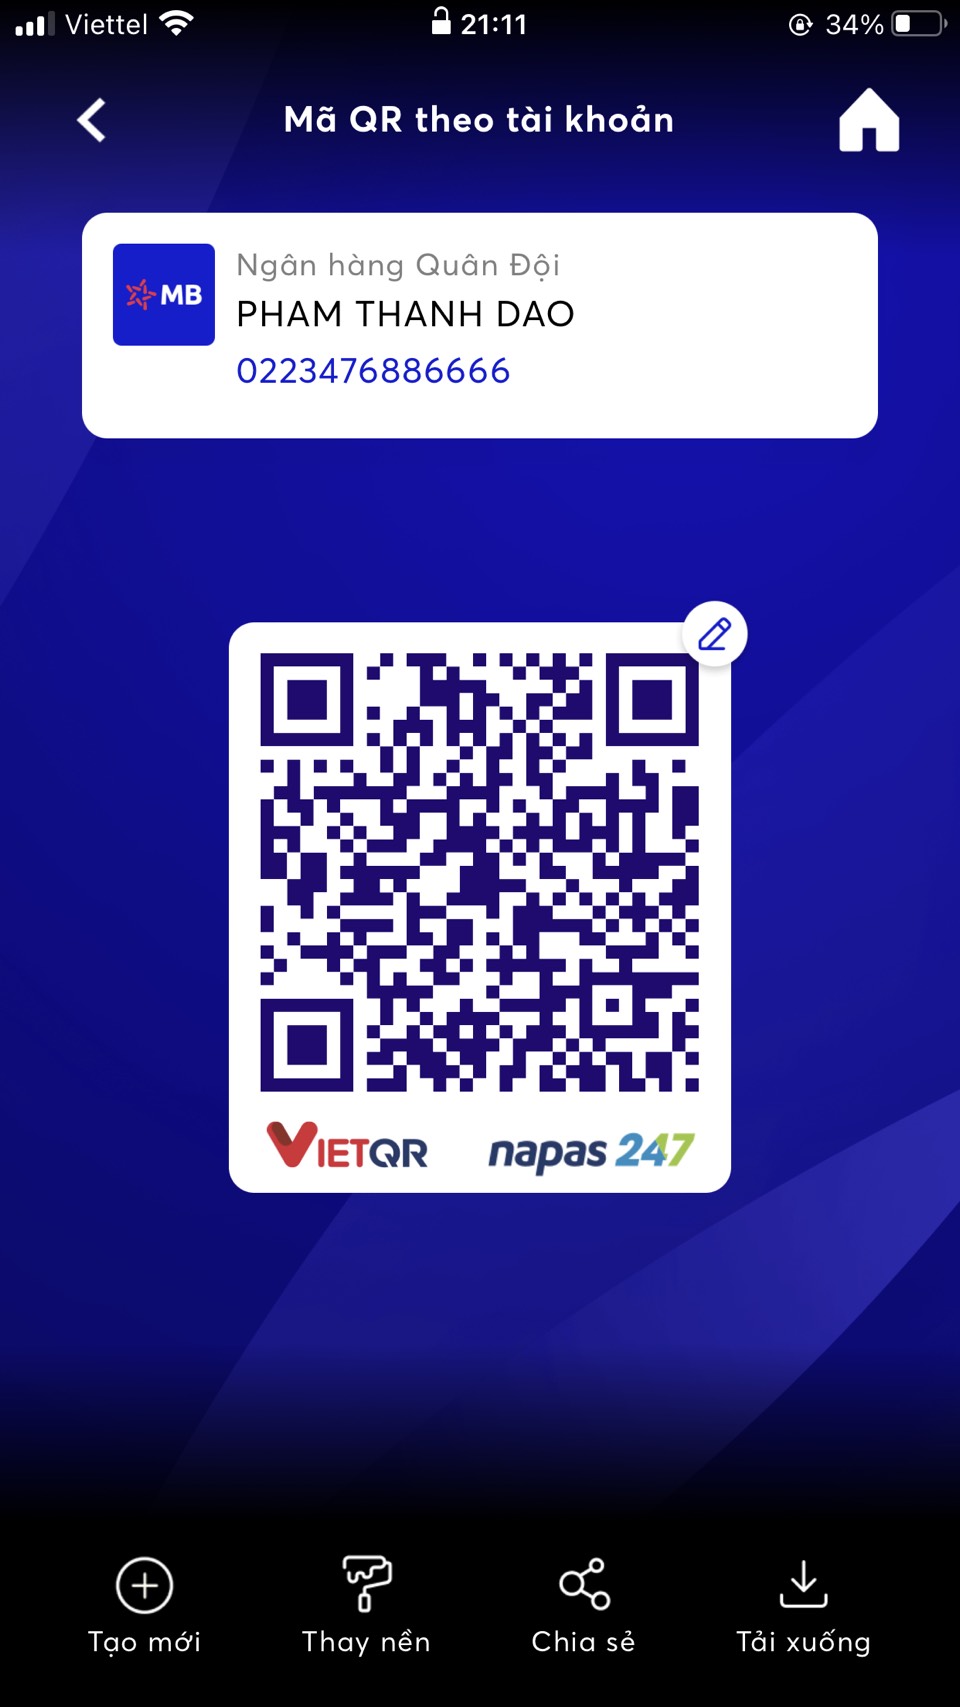 Viettel 21:11 34%
Mã QR theo tài khoản
Ngân hàng Quân Đội
MB PHAM THANH DAO
0223476886666
VIETQR napas 247
Tạo mới Thay nền Chia sẻ Tải xuống